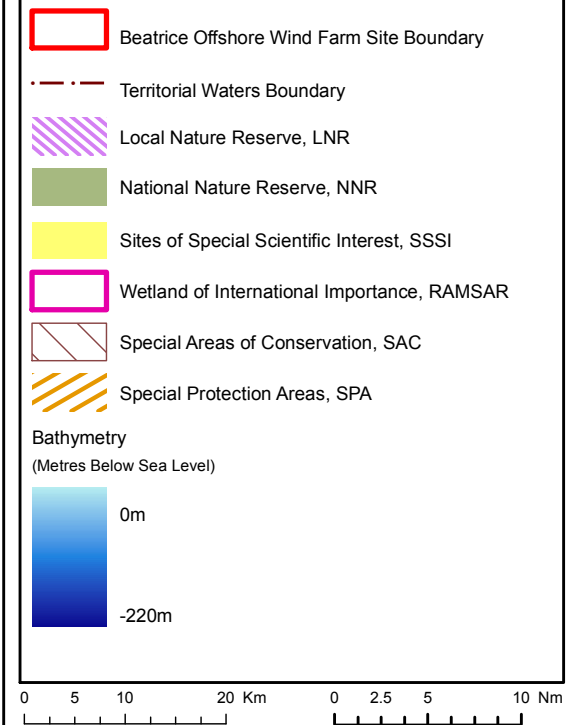 Beatrice Offshore Wind Farm Site Boundary
Territorial Waters Boundary
Local Nature Reserve, LNR
National Nature Reserve, NNR
Sites of Special Scientific Interest, SSSI
Wetland of International Importance, RAMSAR
Special Areas of Conservation, SAC
Special Protection Areas, SPA
Bathymetry
(Metres Below Sea Level)
0m
-220m
0 5 10 20 Km 0 2.5 5 10 Nm